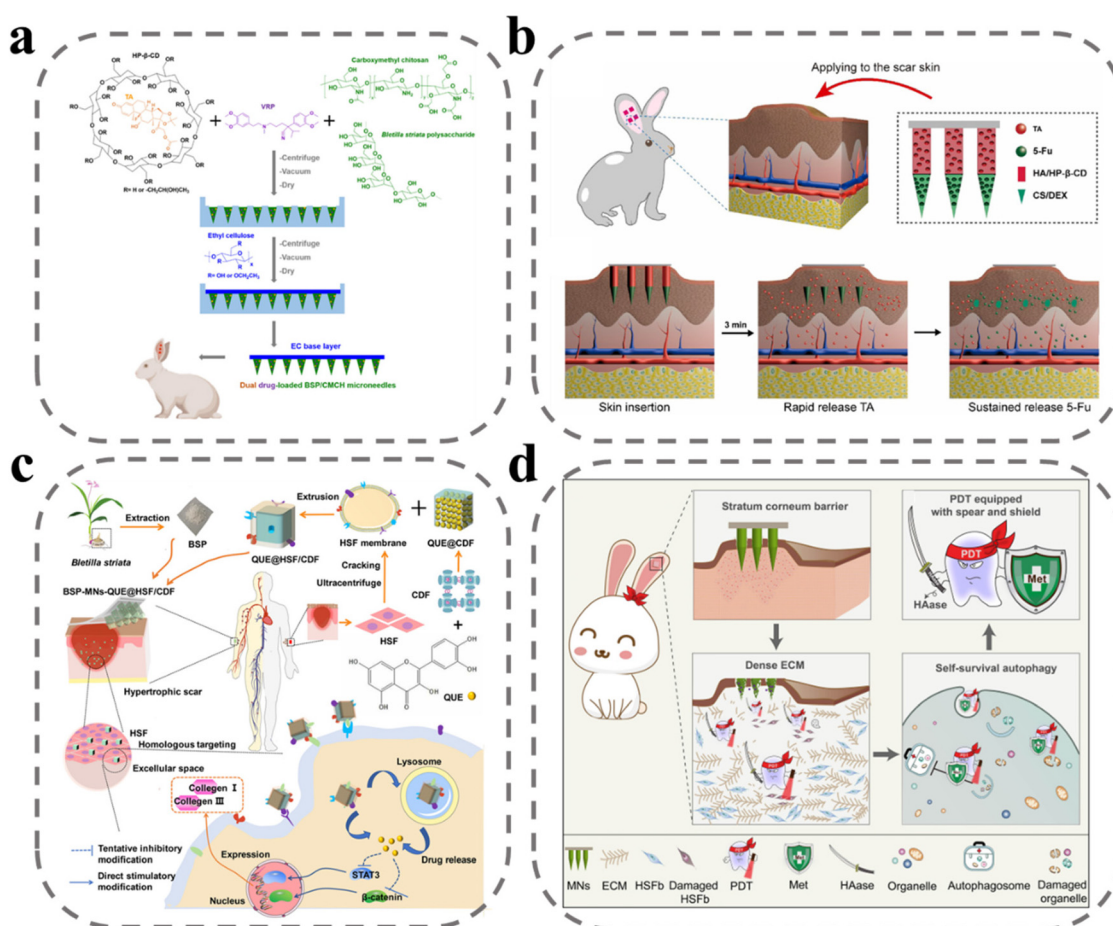 a
HP-β-CD
TA
R= H or -CH₂CH(OH)CH₃
+
VRP
+
Carboxymethyl chitosan
Bletilla striata polysaccharide
-Centrifuge
-Vacuum
-Dry
Ethyl cellulose
R= OH or OCH₂CH₃
-Centrifuge
-Vacuum
-Dry
EC base layer
Dual drug-loaded BSP/CMCH microneedles
b
Applying to the scar skin
TA
5-Fu
HA/HP-β-CD
CS/DEX
3 min
Skin insertion
Rapid release TA
Sustained release 5-Fu
c
Extraction
Bletilla striata
BSP
Extrusion
QUE@HSF/CDF
HSF membrane
+
QUE@CDF
Cracking
Ultracentrifuge
CDF
+
BSP-MNs-QUE@HSF/CDF
HSF
QUE
Hypertrophic scar
HSF
Homologous targeting
Excellular space
Collagen I
Collagen III
Lysosome
Drug release
Tentative inhibitory
modification
Direct stimulatory
modification
Expression
Nucleus
STAT3
β-catenin
d
Stratum corneum barrier
PDT equipped
with spear and shield
PDT
Met
HAase
Dense ECM
Self-survival autophagy
MNs
ECM
HSFb
Damaged
HSFb
PDT
Met
HAase
Organelle
Autophagosome
Damaged
organelle